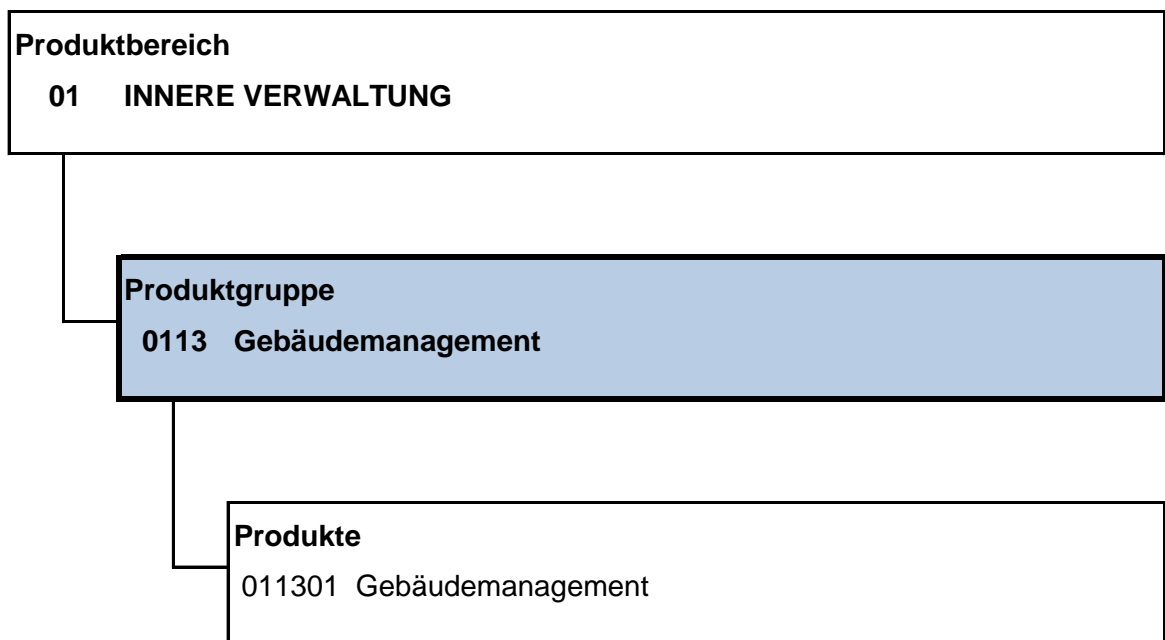 Produktbereich
01 INNERE VERWALTUNG
Produktgruppe
0113 Gebäudemanagement
Produkte
011301 Gebäudemanagement